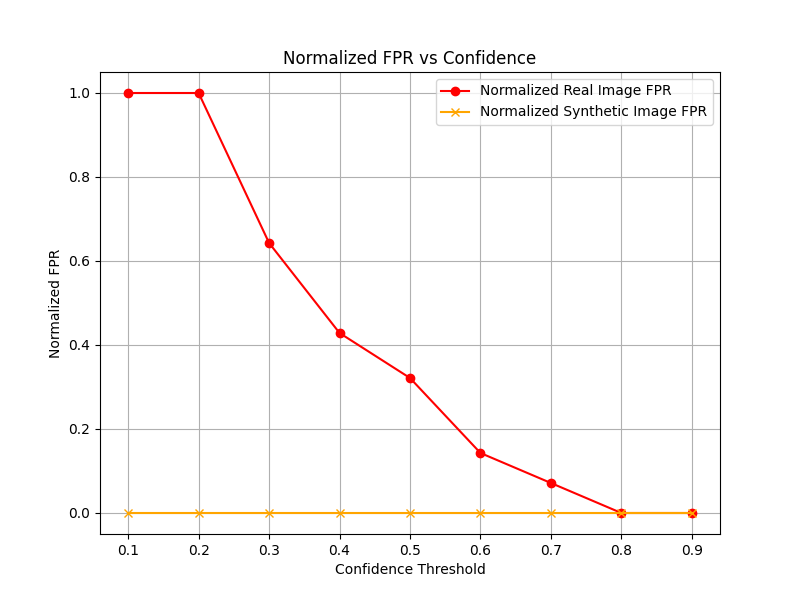 Normalized FPR vs Confidence
Normalized Real Image FPR
Normalized Synthetic Image FPR
Normalized FPR
1.0
0.8
0.6
0.4
0.2
0.0
0.1 0.2 0.3 0.4 0.5 0.6 0.7 0.8 0.9
Confidence Threshold